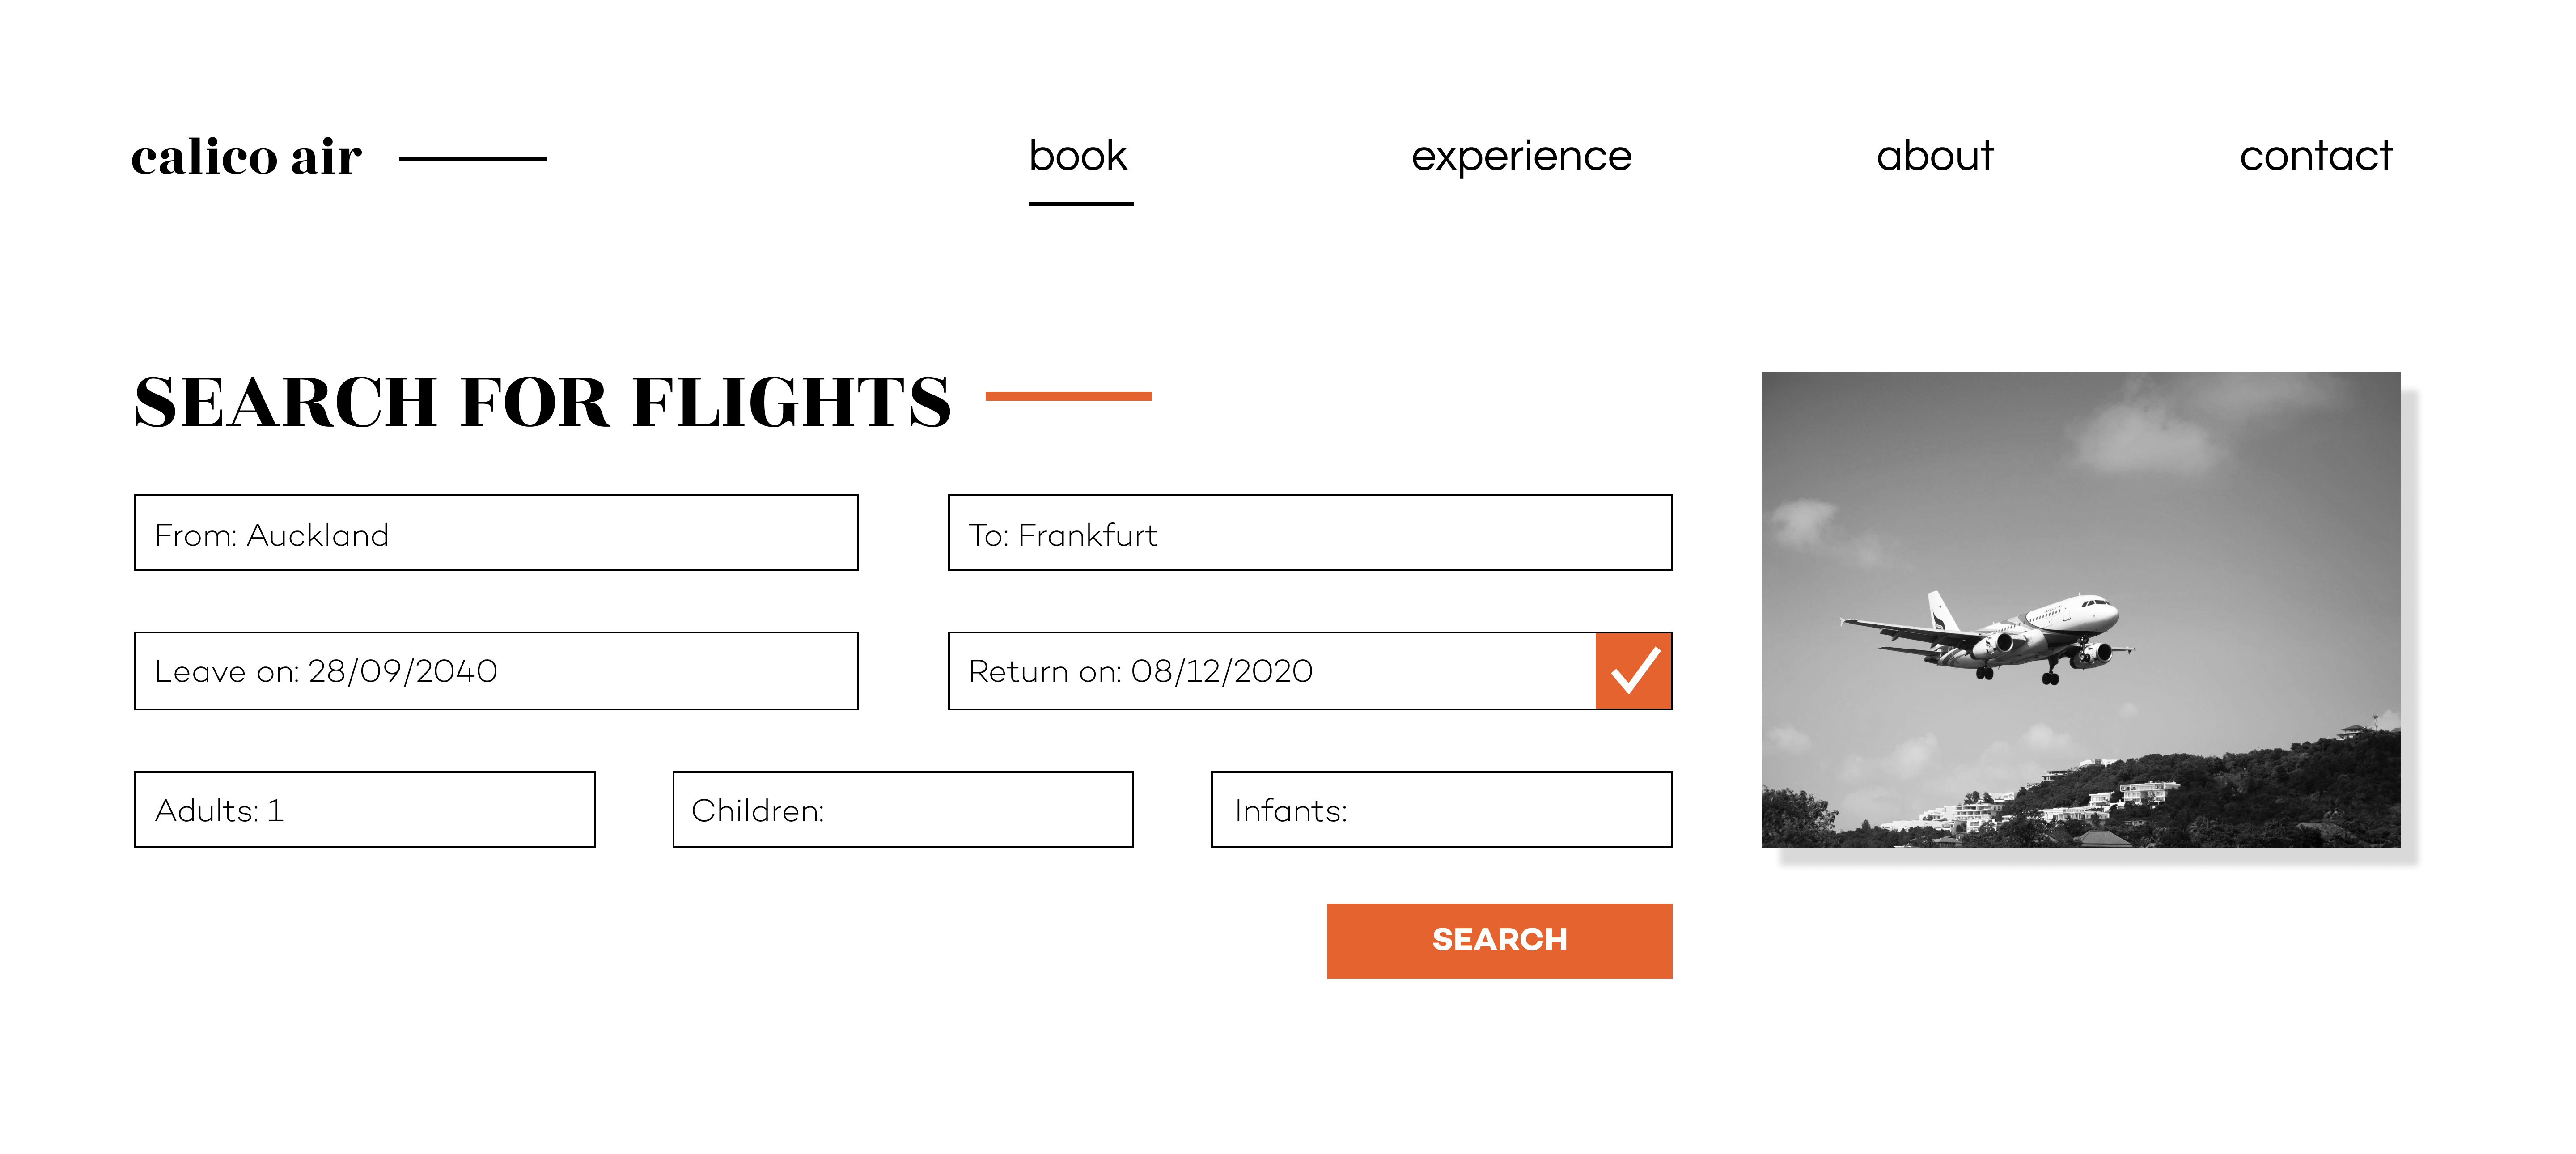 calico air
book
experience
about
contact
SEARCH FOR FLIGHTS
From: Auckland
To: Frankfurt
Leave on: 28/09/2040
Return on: 08/12/2020
Adults: 1
Children:
Infants:
SEARCH